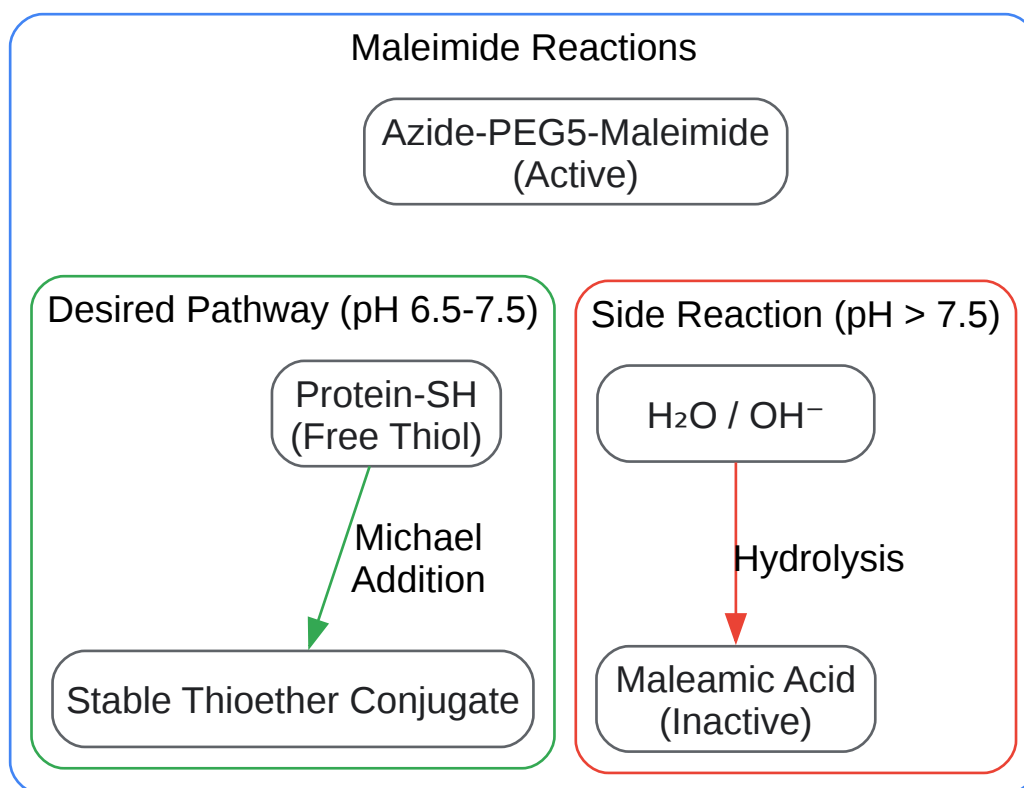 Maleimide Reactions
Azide-PEG5-Maleimide
(Active)
Desired Pathway (pH 6.5-7.5)
Protein-SH
(Free Thiol)
Michael
Addition
Stable Thioether Conjugate
Side Reaction (pH > 7.5)
H₂O / OH⁻
Hydrolysis
Maleamic Acid
(Inactive)